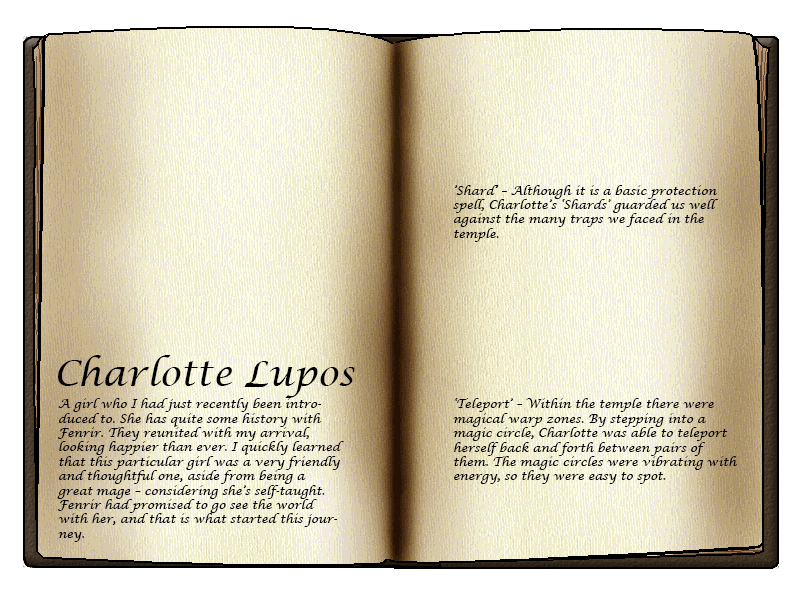 Charlotte Lupos
A girl who I had just recently been intro-
duced to. She has quite some history with
Fenrir. They reunited with my arrival,
looking happier than ever. I quickly learned
that this particular girl was a very friendly
and thoughtful one, aside from being a
great mage – considering she's self-taught.
Fenrir had promised to go see the world
with her, and that is what started this jour-
ney.
'Shard' – Although it is a basic protection
spell, Charlotte's 'Shards' guarded us well
against the many traps we faced in the
temple.
'Teleport' – Within the temple there were
magical warp zones. By stepping into a
magic circle, Charlotte was able to teleport
herself back and forth between pairs of
them. The magic circles were vibrating with
energy, so they were easy to spot.